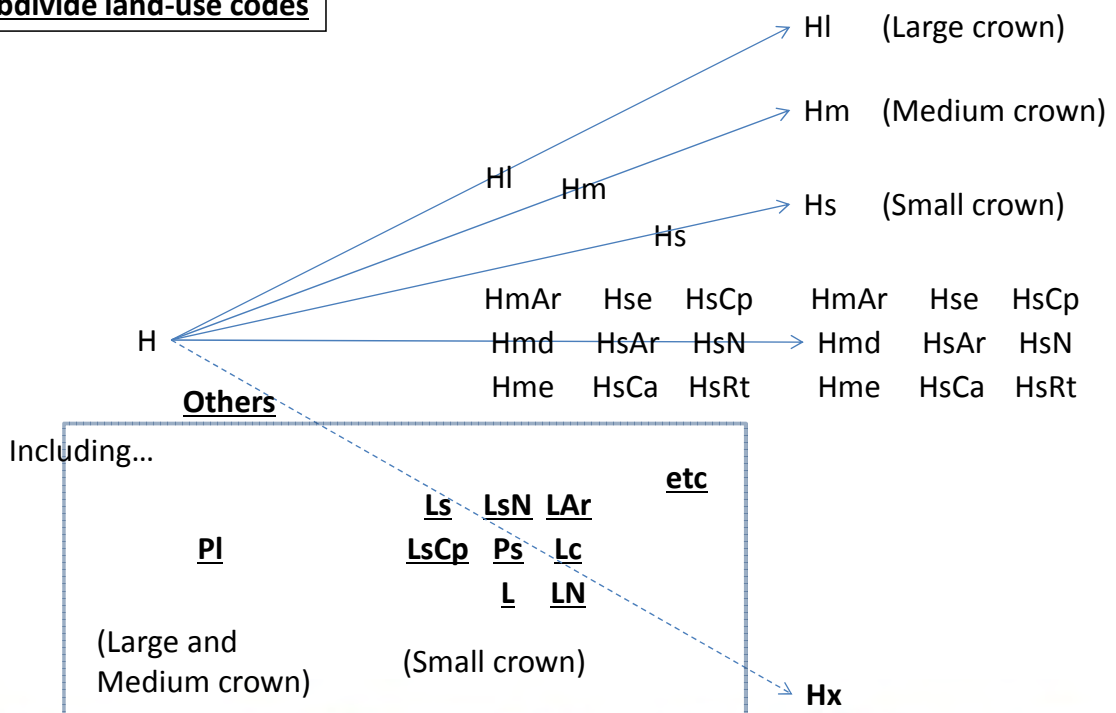 bdivide land-use codes
Hl (Large crown)
Hm (Medium crown)
Hl
Hm
Hs (Small crown)
Hs
HmAr Hse HsCp HmAr Hse HsCp
H Hmd HsAr HsN Hmd HsAr HsN
Hme HsCa HsRt Hme HsCa HsRt
Others
Including...
etc
Ls LsN LAr
Pl LsCp Ps Lc
L LN
(Large and
Medium crown)
(Small crown)
Hx